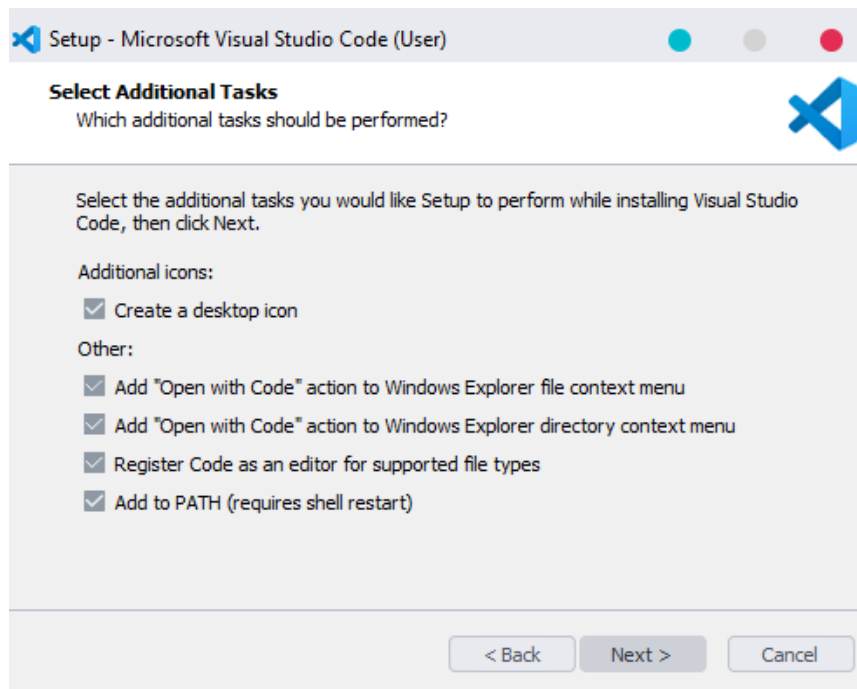 Setup - Microsoft Visual Studio Code (User)
Select Additional Tasks
Which additional tasks should be performed?
Select the additional tasks you would like Setup to perform while installing Visual Studio
Code, then click Next.
Additional icons:
Create a desktop icon
Other:
Add "Open with Code" action to Windows Explorer file context menu
Add "Open with Code" action to Windows Explorer directory context menu
Register Code as an editor for supported file types
Add to PATH (requires shell restart)
< Back Next > Cancel